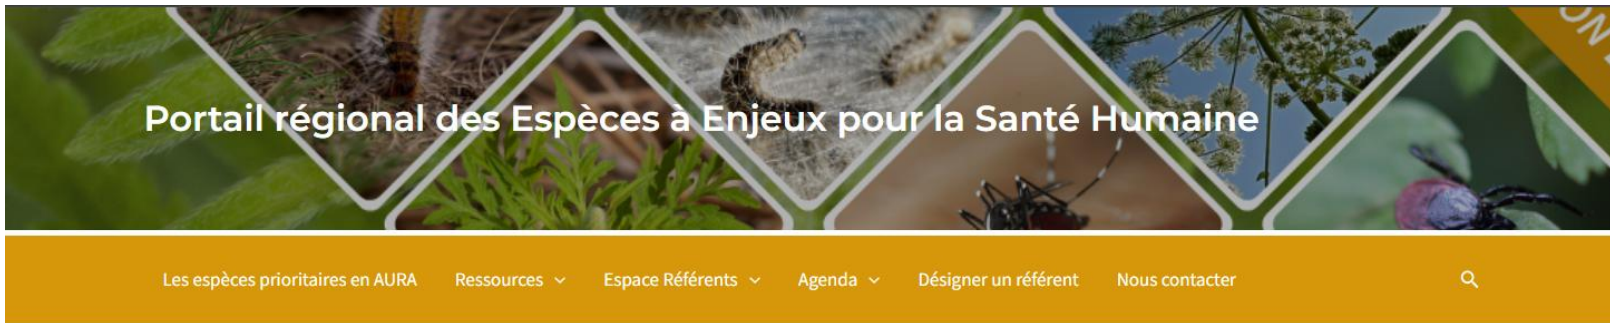 Portail régional des Espèces à Enjeux pour la Santé Humaine
Les espèces prioritaires en AURA Ressources Espace Référents Agenda Désigner un référent Nous contacter